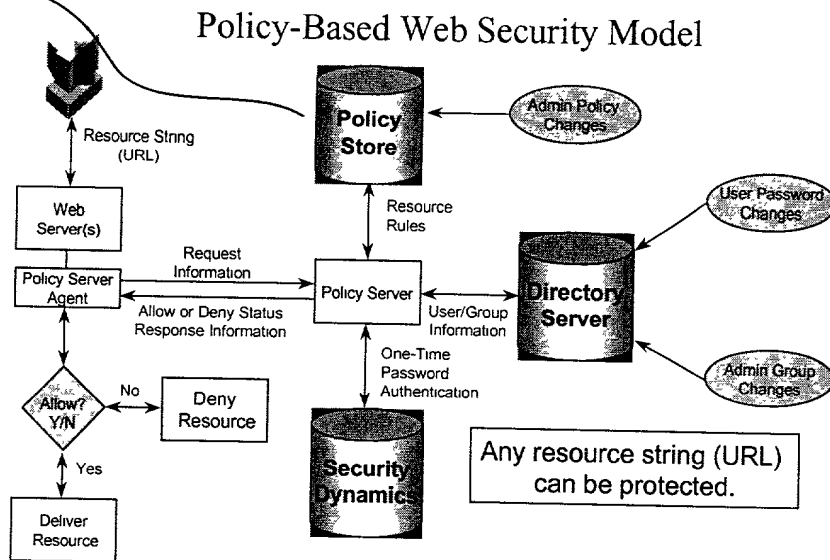 Policy-Based Web Security Model
Resource String
(URL)
Policy
Store
Admin Policy
Changes
Web
Server(s)
Resource
Rules
User Password
Changes
Request
Information
Policy Server
Agent
Policy Server
Allow or Deny Status
Response Information
User/Group
Information
Directory
Server
One-Time
Password
Authentication
Admin Group
Changes
Allow?
Y/N
No
Deny
Resource
Yes
Security
Dynamics
Any resource string (URL)
can be protected.
Deliver
Resource